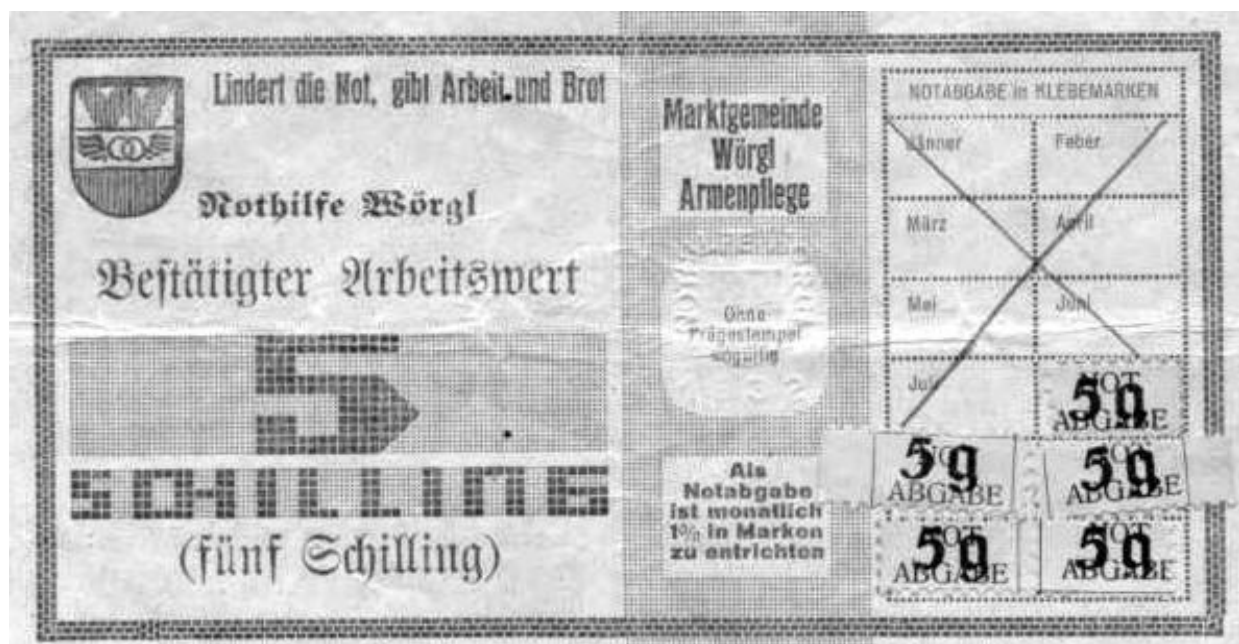 Lindert die Not, gibt Arbeit und Brot
Nothilfe Wörgl
Bestätigter Arbeitswert
5
SCHILLING
(fünf Schilling)
Marktgemeinde
Wörgl
Armenpflege
Ohne
Prägestempel
ungültig
Als
Notabgabe
ist monatlich
1% in Marken
zu entrichten
NOTABGABE in KLEBEMARKEN
Jänner
Feber
März
April
Mai
Juni
Juli
NOT
5g
ABGABE
NOT
5g
ABGABE
NOT
5g
ABGABE
NOT
5g
ABGABE
NOT
5g
ABGABE